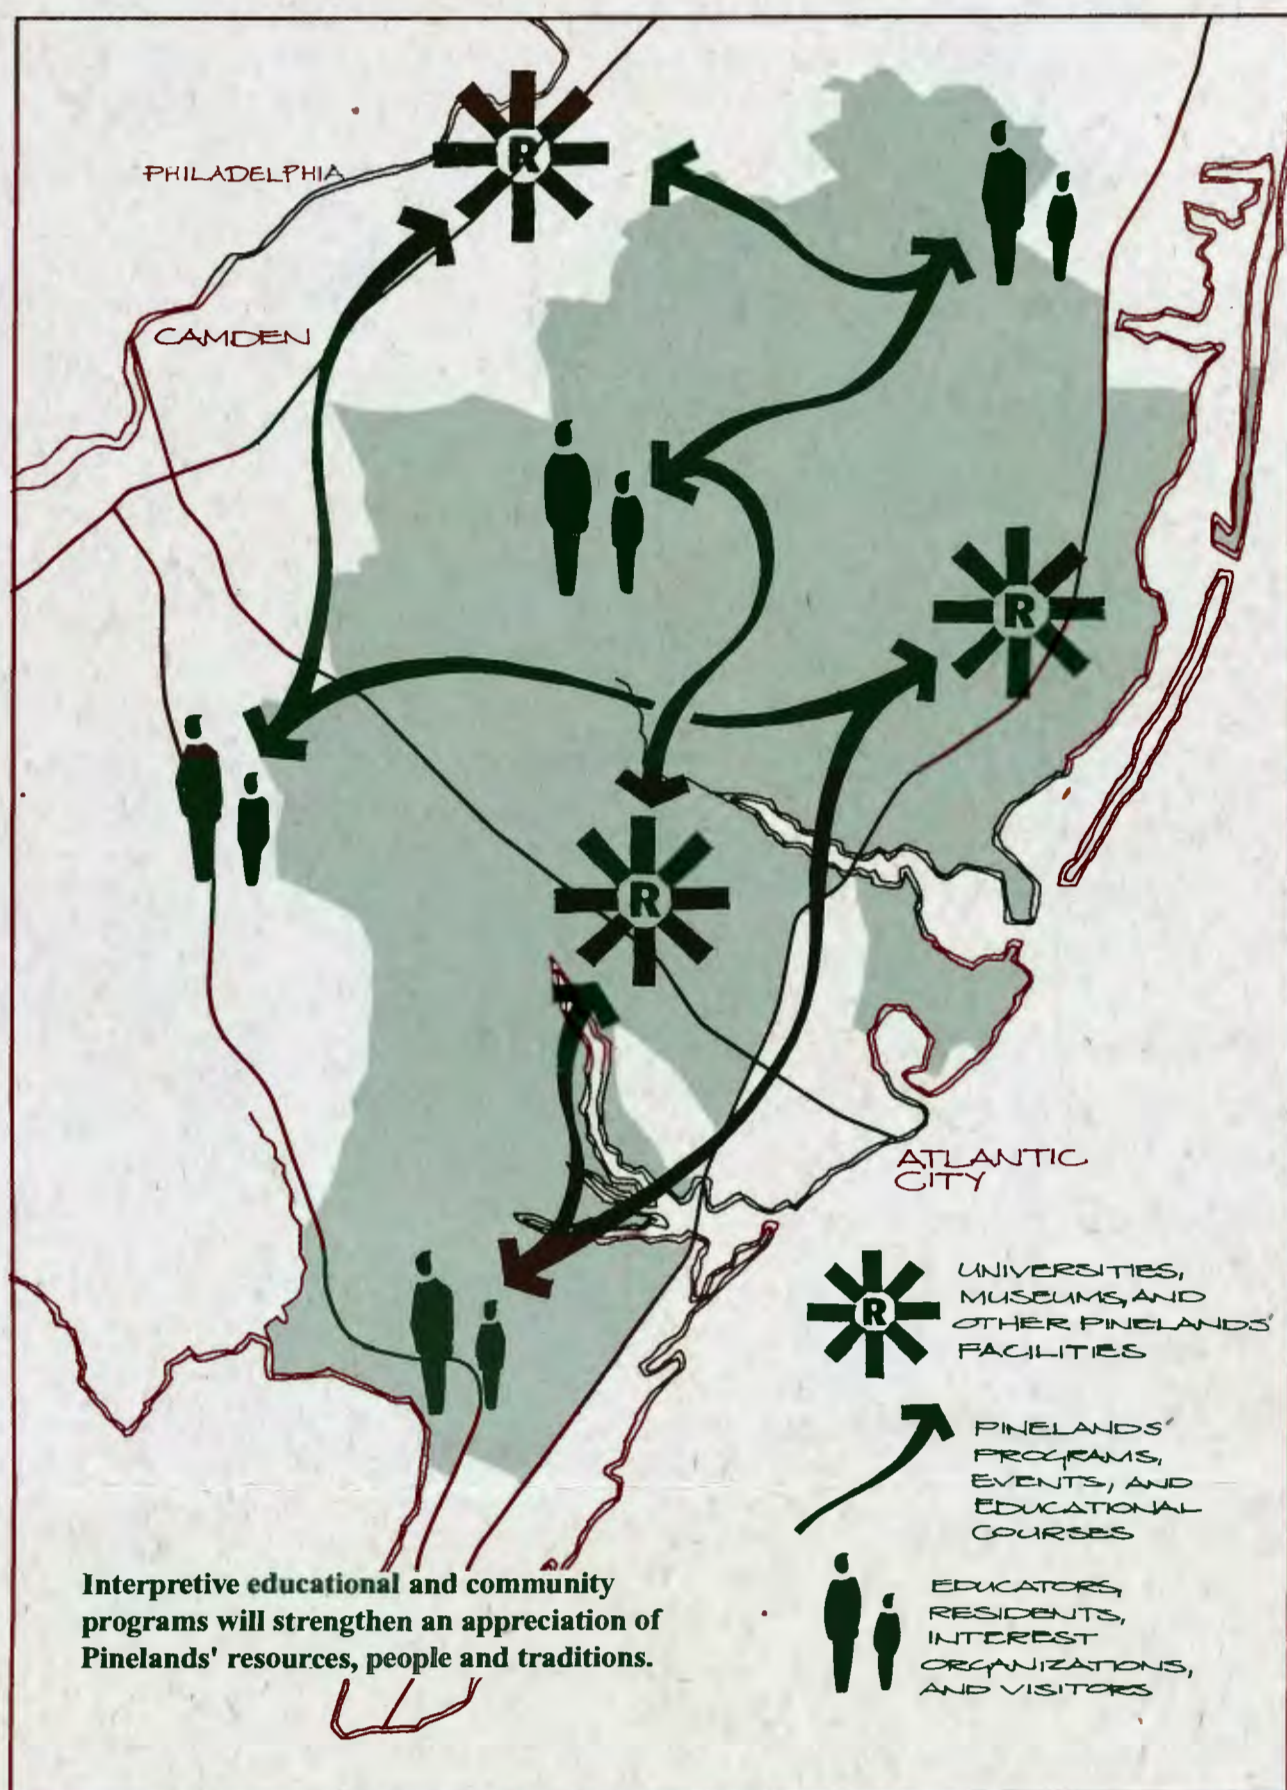 R
PHILADELPHIA
CAMDEN
R
R
ATLANTIC
CITY
R
UNIVERSITIES,
MUSEUMS, AND
OTHER PINELANDS'
FACILITIES
PINELANDS'
PROGRAMS,
EVENTS, AND
EDUCATIONAL
COURSES
EDUCATORS,
RESIDENTS,
INTEREST
ORGANIZATIONS,
AND VISITORS
Interpretive educational and community
programs will strengthen an appreciation of
Pinelands' resources, people and traditions.